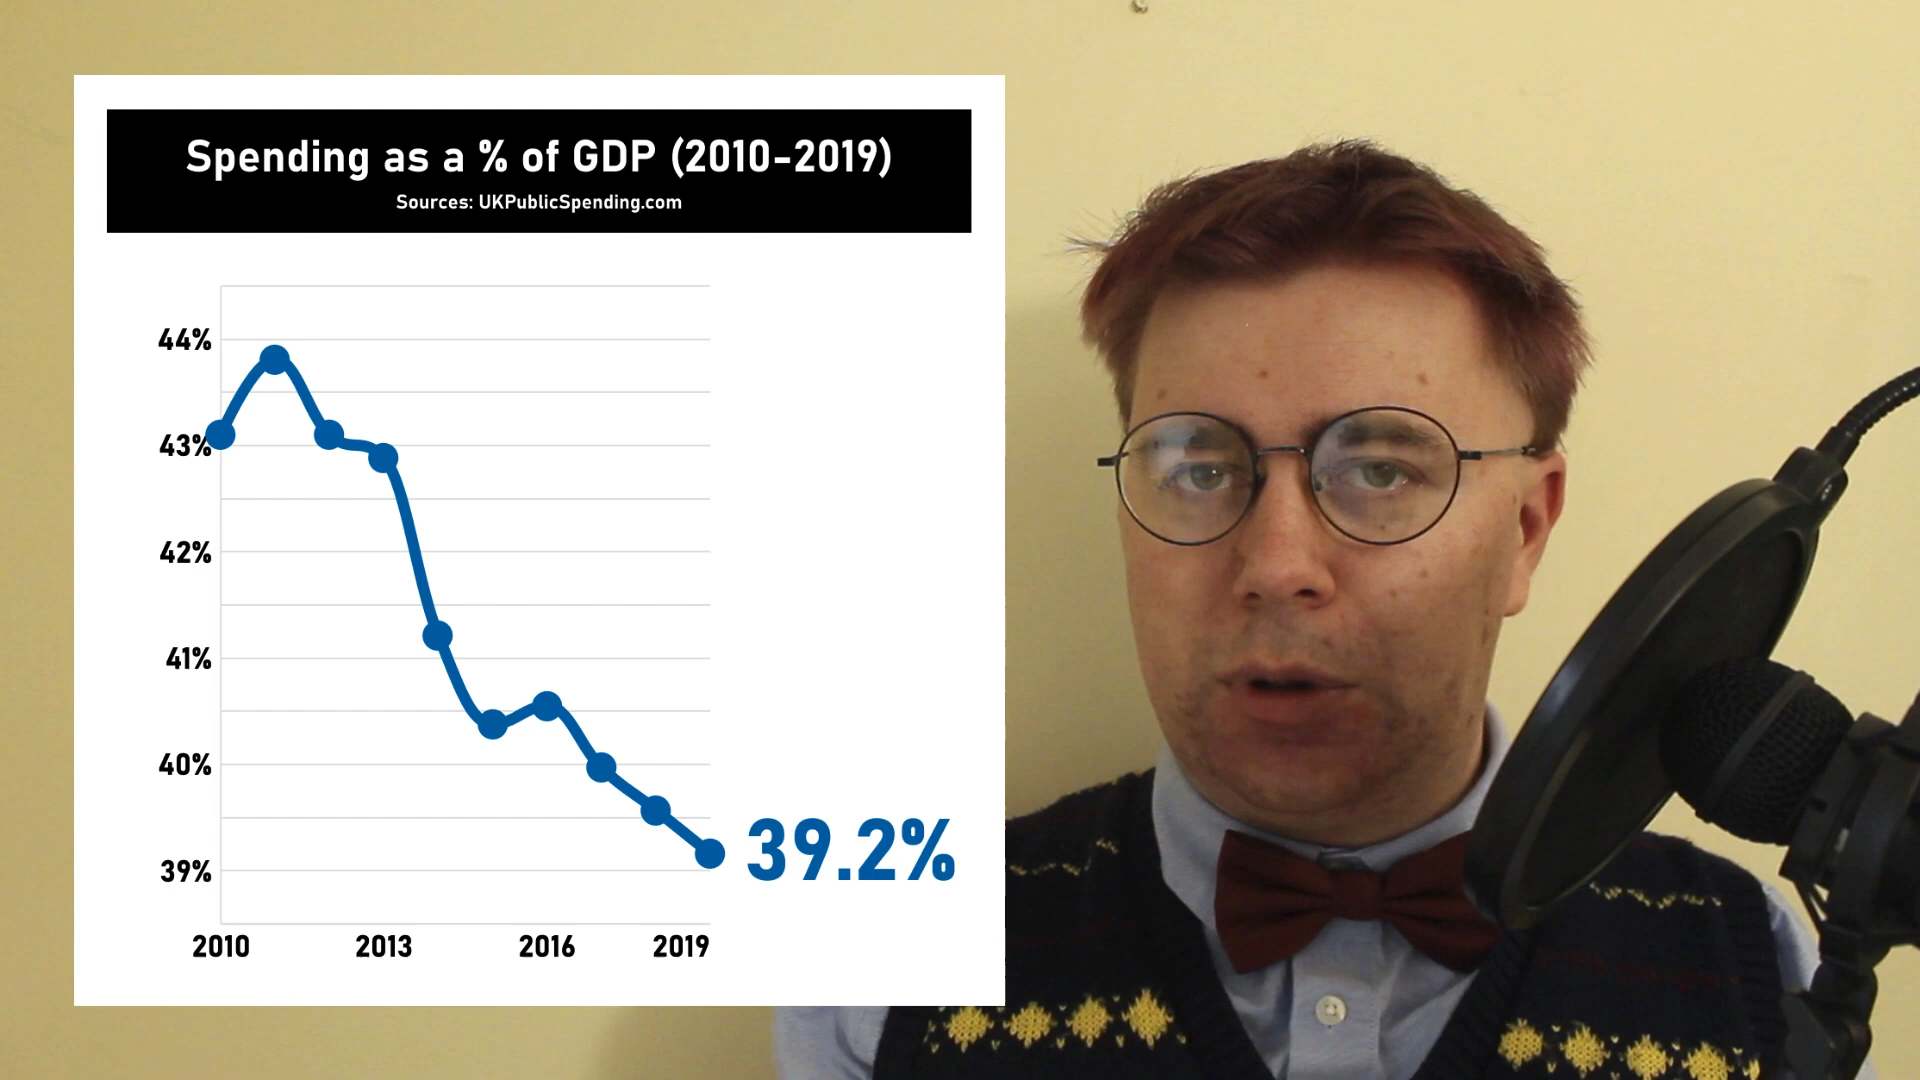 Spending as a % of GDP (2010-2019)
Sources: UKPublicSpending.com
44%
43%
42%
41%
40%
39%
39.2%
2010 2013 2016 2019